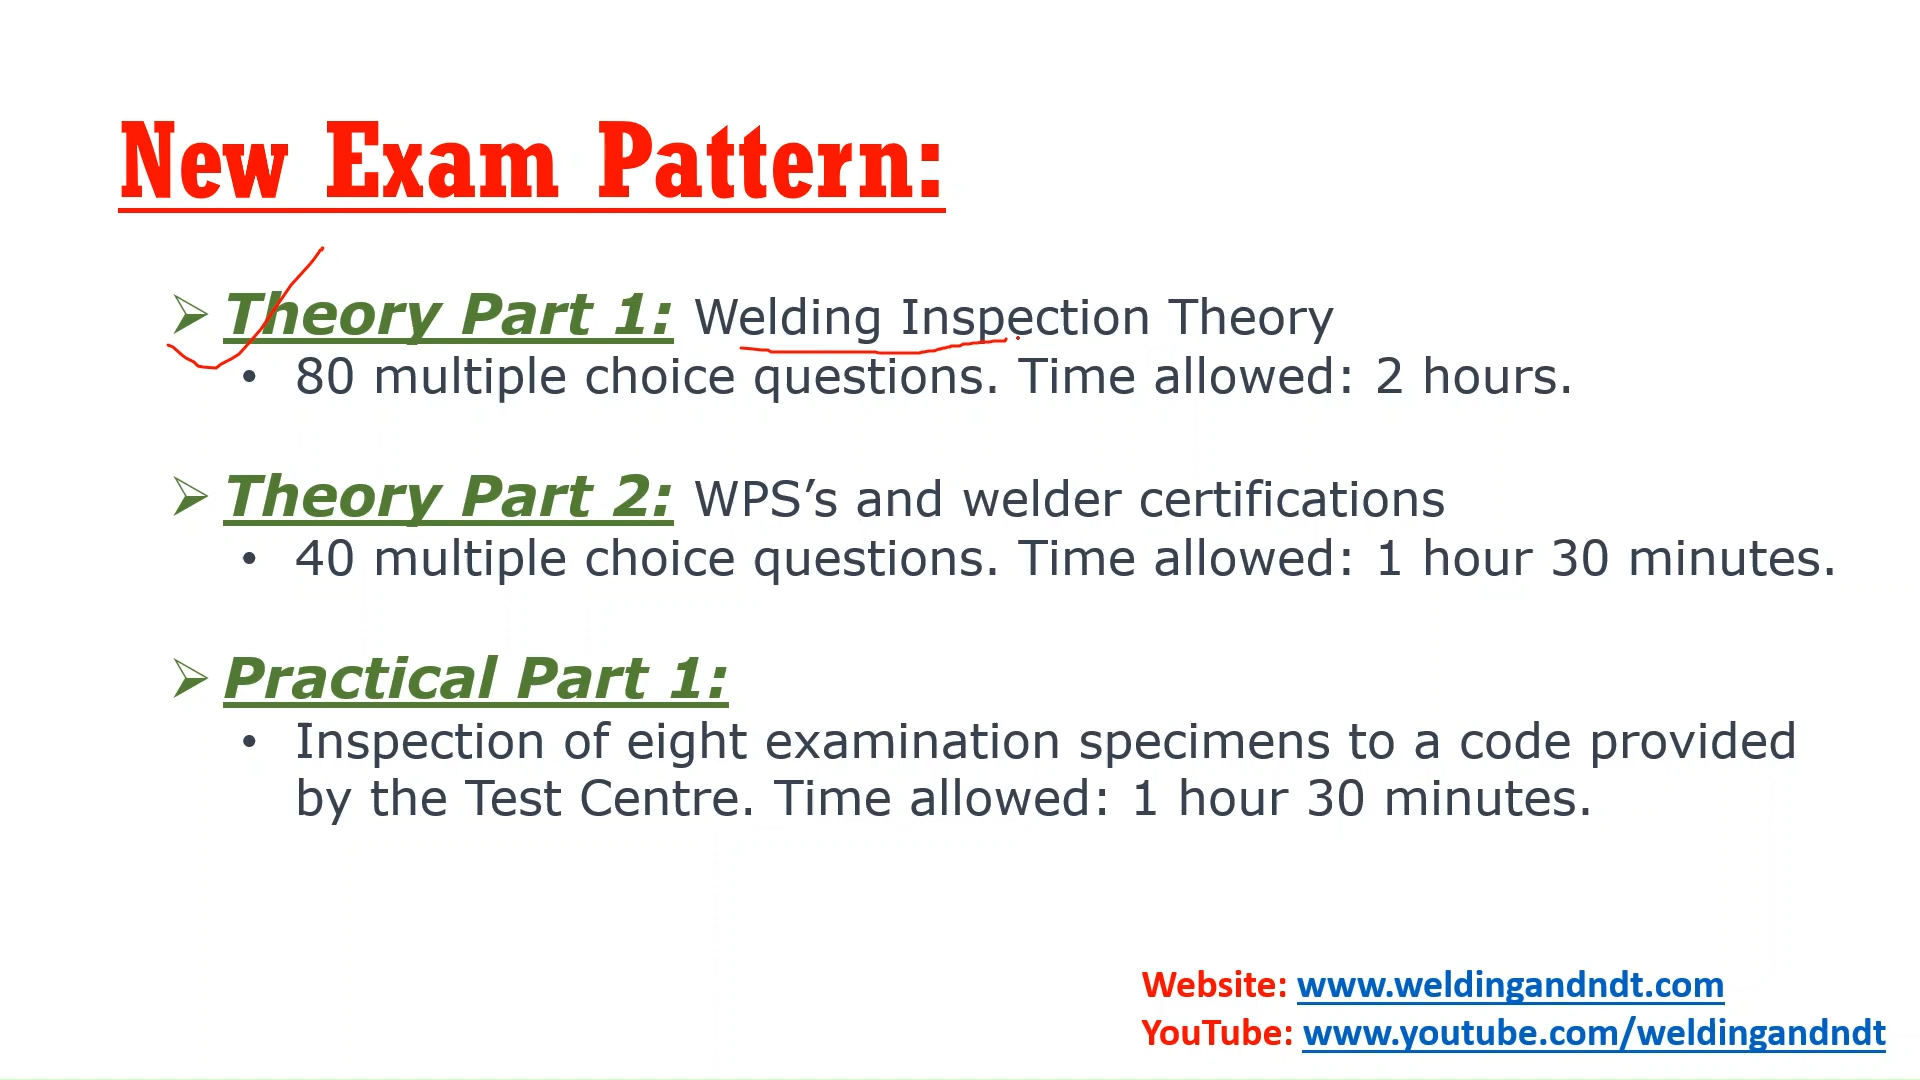 New Exam Pattern:
Theory Part 1: Welding Inspection Theory
• 80 multiple choice questions. Time allowed: 2 hours.
Theory Part 2: WPS’s and welder certifications
• 40 multiple choice questions. Time allowed: 1 hour 30 minutes.
Practical Part 1:
• Inspection of eight examination specimens to a code provided
by the Test Centre. Time allowed: 1 hour 30 minutes.
Website: www.weldingandndt.com
YouTube: www.youtube.com/weldingandndt